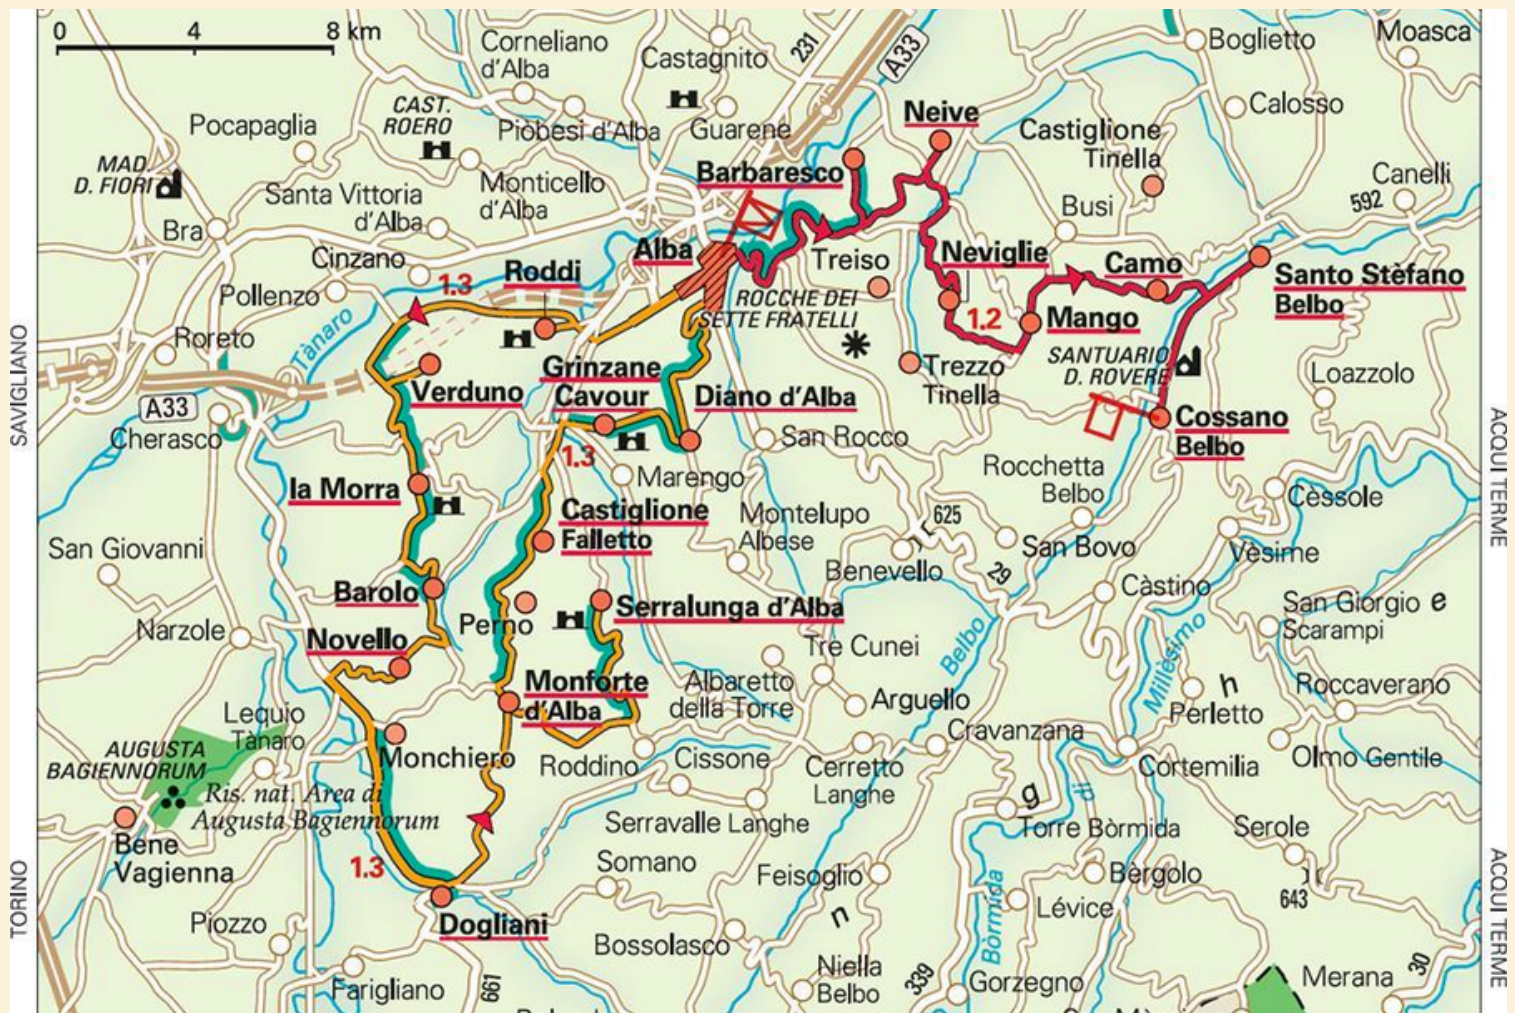 0 4 8 km
Corneliano
d'Alba
Castagnito
231
A33
Boglietto
Moasca
CAST.
ROERO
Pocapaglia
Piòbesi d'Alba
Guarene
Neive
Castiglione
Tinella
Calosso
MAD.
D. FIORI
Santa Vittoria
d'Alba
Monticello
d'Alba
Barbaresco
Canelli
592
Bra
Busi
Cinzano
Alba
Treiso
Neviglie
Camo
Santo Stèfano
Belbo
Pollenzo
1.3
Roddi
ROCCHE DEI
SETTE FRATELLI
1.2
Mango
Roreto
Tànaro
SANTUARIO
D. ROVERE
SAVIGLIANO
Verduno
Grinzane
Cavour
Diano d'Alba
Trezzo
Tinella
Loazzolo
A33
Cherasco
San Rocco
Cossano
Belbo
ACQUI TERME
1.3
Marengo
Rocchetta
Belbo
la Morra
Castiglione
Falletto
Montelupo
Albese
625
Cèssole
San Giovanni
Benevello
San Bovo
29
Vèsime
Barolo
Càstino
San Giorgio
Scarampi
e
Narzole
Novello
Perno
Serralunga d'Alba
Tre Cunei
Belbo
Millèsimo
Monforte
d'Alba
Albaretto
della Torre
Arguello
h
Perletto
Roccaverano
Lequio
Tànaro
AUGUSTA
BAGIENNORUM
Monchiero
Roddino
Cissone
Cerretto
Langhe
Cravanzana
Cortemilia
Olmo Gentile
Ris. nat. Area di
Augusta Bagiennorum
g
di
Bene
Vagienna
Serravalle Langhe
Torre Bòrmida
Serole
1.3
Somano
Feisoglio
Bèrgolo
TORINO
ACQUI TERME
643
Piozzo
Dogliani
n
Lévice
Bòrmida
Bossolasco
Farigliano
661
Niella
Belbo
339
Gorzegno
Merana
30